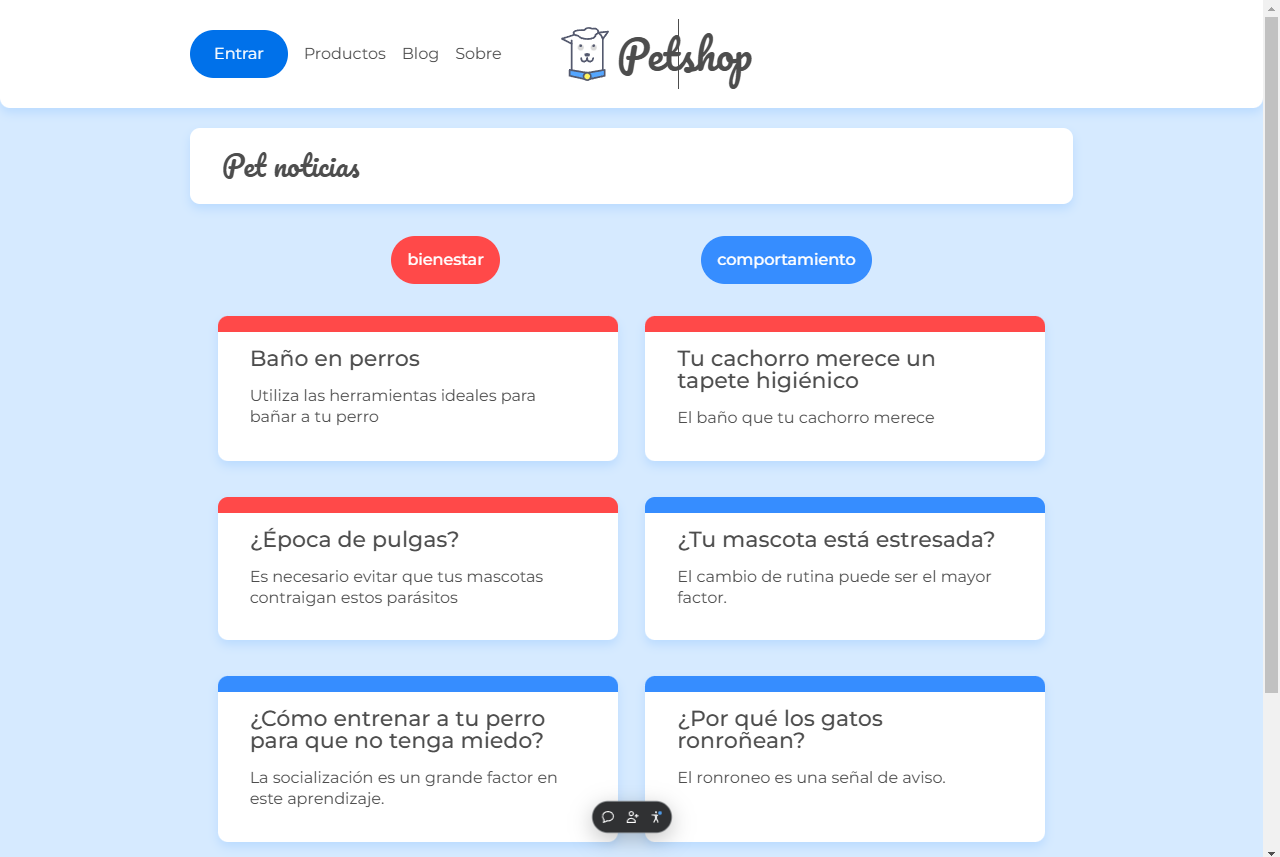 Entrar Productos Blog Sobre Petshop
Pet noticias
bienestar comportamiento
Baño en perros
Utiliza las herramientas ideales para
bañar a tu perro
Tu cachorro merece un
tapete higiénico
El baño que tu cachorro merece
¿Época de pulgas?
Es necesario evitar que tus mascotas
contraigan estos parásitos
¿Tu mascota está estresada?
El cambio de rutina puede ser el mayor
factor.
¿Cómo entrenar a tu perro
para que no tenga miedo?
La socialización es un grande factor en
este aprendizaje.
¿Por qué los gatos
ronroñean?
El ronroneo es una señal de aviso.